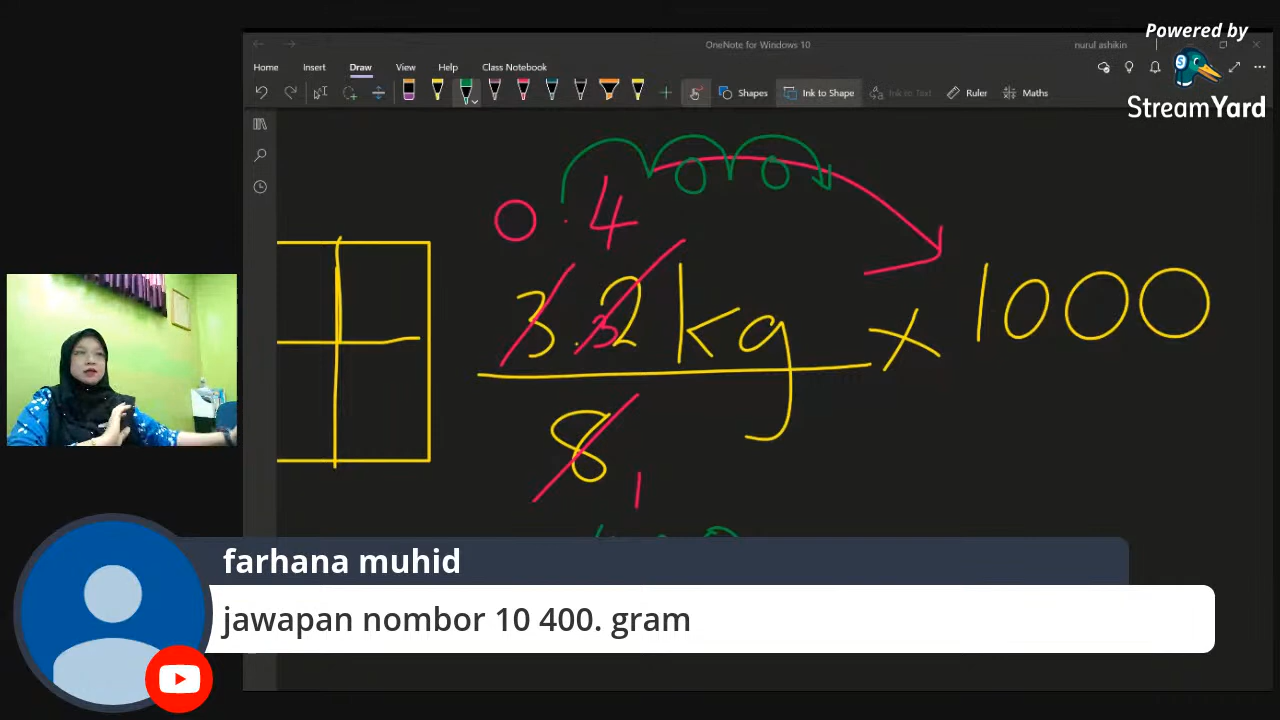 Powered by
StreamYard
OneNote for Windows 10
nurul ashikin
Home Insert Draw View Help Class Notebook
Shapes Ink to Shape Ink to Text Ruler Maths
0.4
3.2 kg × 1000
3
8
1
farhana muhid
jawapan nombor 10 400. gram